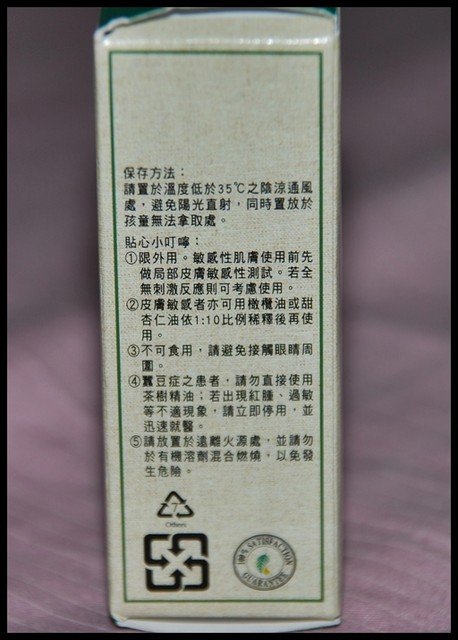 保存方法：
請置於溫度低於35℃之陰涼通風
處，避免陽光直射，同時置放於
孩童無法拿取處。
貼心小叮嚀：
①限外用。敏感性肌膚使用前先
做局部皮膚敏感性測試。若全
無刺激反應則可考慮使用。
②皮膚敏感者亦可用橄欖油或甜
杏仁油依1:10比例稀釋後再使
用。
③不可食用，請避免接觸眼睛周
圍。
④蠶豆症之患者，請勿直接使用
茶樹精油；若出現紅腫、過敏
等不適現象，請立即停用，並
迅速就醫。
⑤請放置於遠離火源處，並請勿
於有機溶劑混合燃燒，以免發
生危險。
7
Others
100% SATISFACTION
GUARANTEE